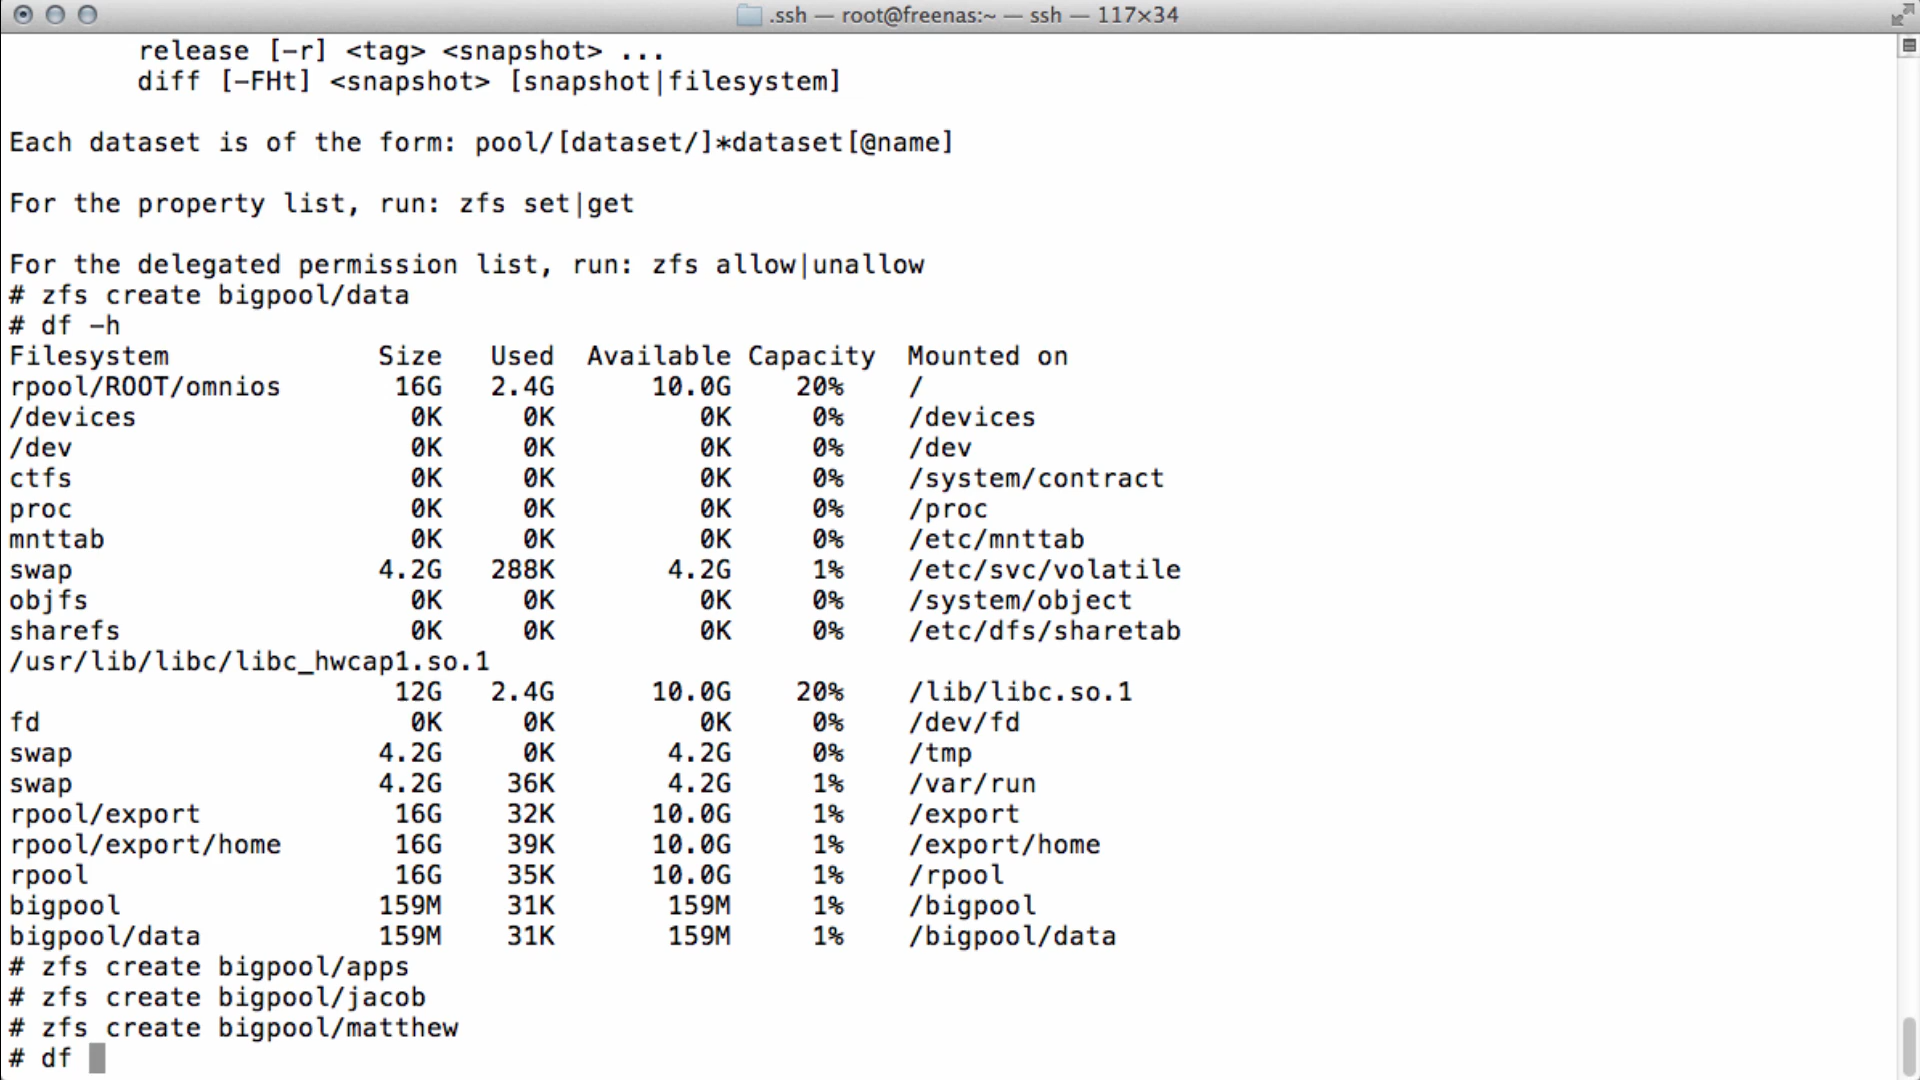 .ssh — root@freenas:~ — ssh — 117×34
release [-r] <tag> <snapshot> ...
diff [-FHt] <snapshot> [snapshot|filesystem]
Each dataset is of the form: pool/[dataset/]*dataset[@name]
For the property list, run: zfs set|get
For the delegated permission list, run: zfs allow|unallow
# zfs create bigpool/data
# df -h
Filesystem Size Used Available Capacity Mounted on
rpool/ROOT/omnios 16G 2.4G 10.0G 20% /
/devices 0K 0K 0K 0% /devices
/dev 0K 0K 0K 0% /dev
ctfs 0K 0K 0K 0% /system/contract
proc 0K 0K 0K 0% /proc
mnttab 0K 0K 0K 0% /etc/mnttab
swap 4.2G 288K 4.2G 1% /etc/svc/volatile
objfs 0K 0K 0K 0% /system/object
sharefs 0K 0K 0K 0% /etc/dfs/sharetab
/usr/lib/libc/libc_hwcap1.so.1
12G 2.4G 10.0G 20% /lib/libc.so.1
fd 0K 0K 0K 0% /dev/fd
swap 4.2G 0K 4.2G 0% /tmp
swap 4.2G 36K 4.2G 1% /var/run
rpool/export 16G 32K 10.0G 1% /export
rpool/export/home 16G 39K 10.0G 1% /export/home
rpool 16G 35K 10.0G 1% /rpool
bigpool 159M 31K 159M 1% /bigpool
bigpool/data 159M 31K 159M 1% /bigpool/data
# zfs create bigpool/apps
# zfs create bigpool/jacob
# zfs create bigpool/matthew
# df